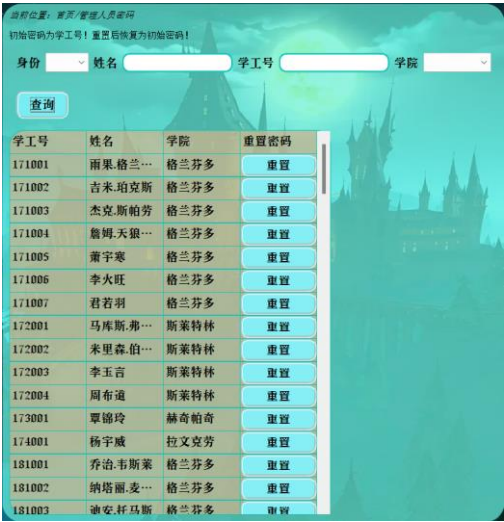 当前位置：首页/管理人员密码
初始密码为学工号！重置后恢复为初始密码！
身份 姓名 学工号 学院
查询
学工号 姓名 学院 重置密码
171001 雨果.格兰… 格兰芬多 重置
171002 吉米.珀克斯 格兰芬多 重置
171003 杰克.斯帕劳 格兰芬多 重置
171004 詹姆.天狼… 格兰芬多 重置
171005 萧宇寒 格兰芬多 重置
171006 李火旺 格兰芬多 重置
171007 君若羽 格兰芬多 重置
172001 马库斯.弗… 斯莱特林 重置
172002 米里森.伯… 斯莱特林 重置
172003 李玉言 斯莱特林 重置
172004 周布道 斯莱特林 重置
173001 覃锦玲 赫奇帕奇 重置
174001 杨宇威 拉文克劳 重置
181001 乔治.韦斯莱 格兰芬多 重置
181002 纳塔丽.麦… 格兰芬多 重置
181003 迪安.托马斯 格兰芬多 重置